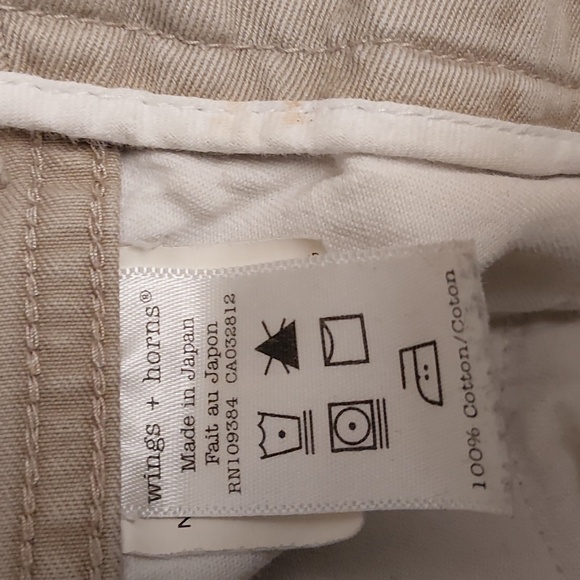 wings + horns®
Made in Japan
Fait au Japon
RN109384 CA032812
100% Cotton/Coton
N